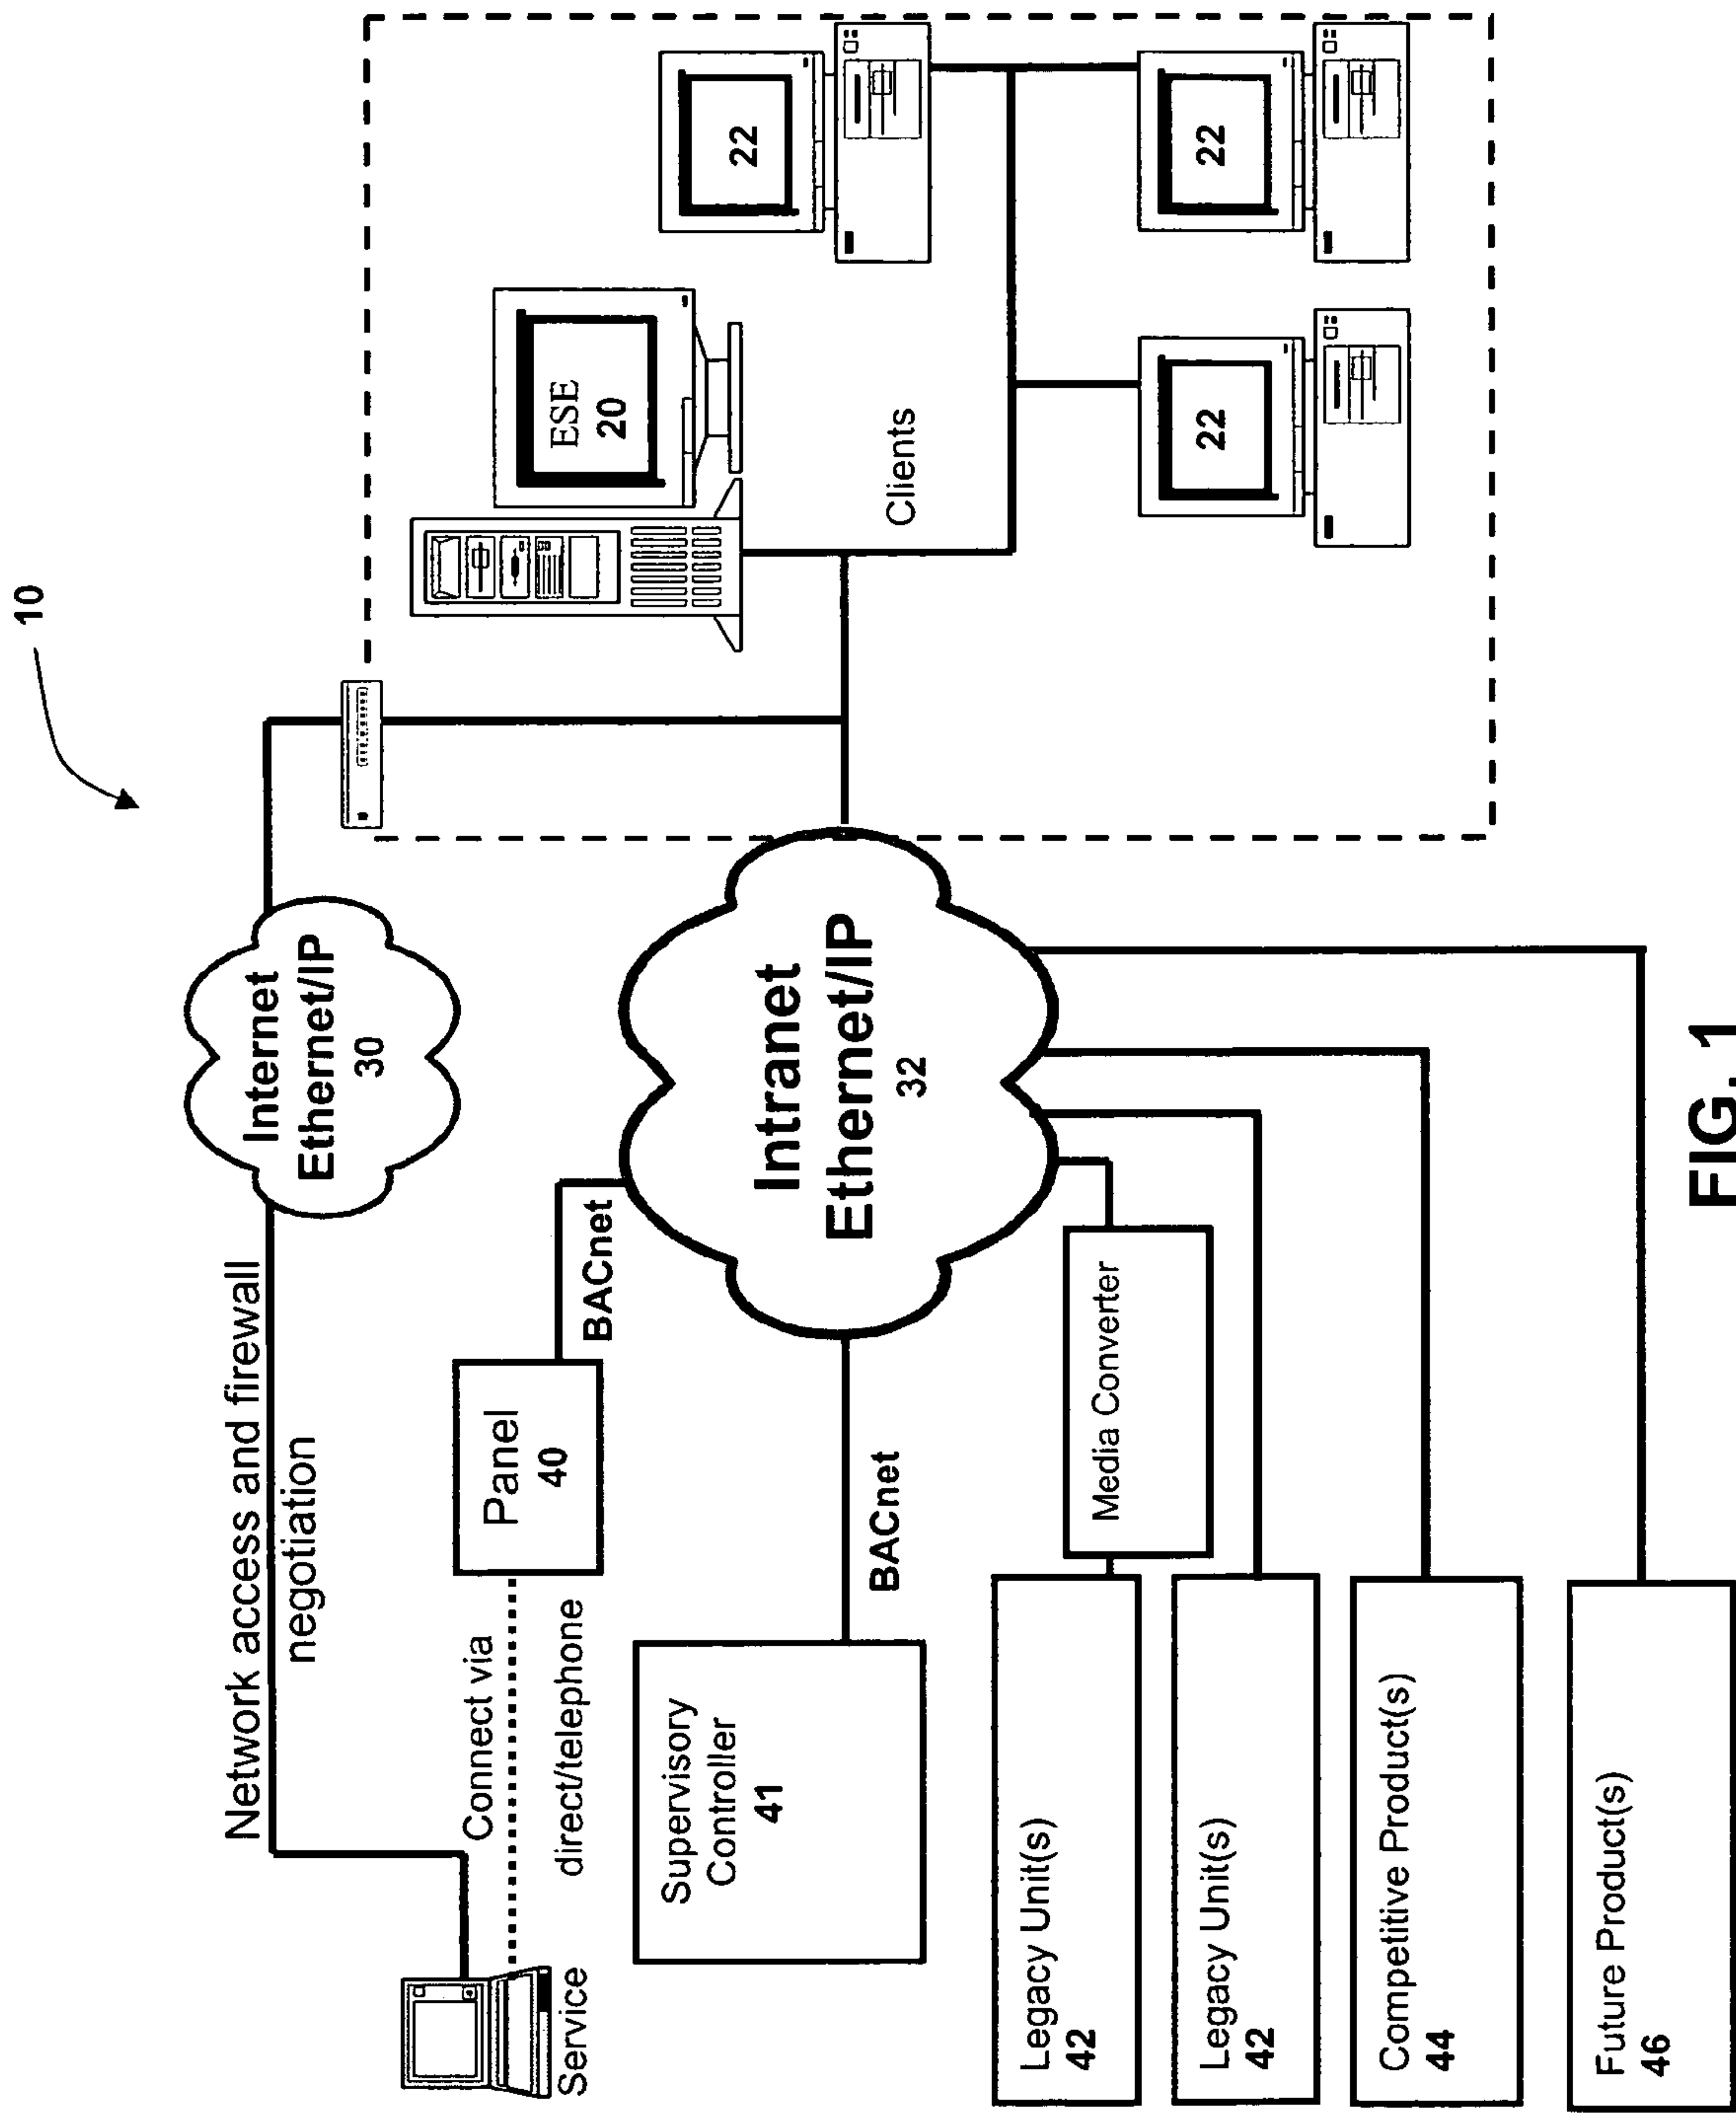 10
Network access and firewall
negotiation
Internet
Ethernet/IP
30
Service
Connect via
direct/telephone
Panel
40
BACnet
ESE
20
22
Clients
22
22
Supervisory
Controller
41
BACnet
Intranet
Ethernet/IP
32
Legacy Unit(s)
42
Media Converter
Legacy Unit(s)
42
Competitive Product(s)
44
Future Product(s)
46
FIG. 1